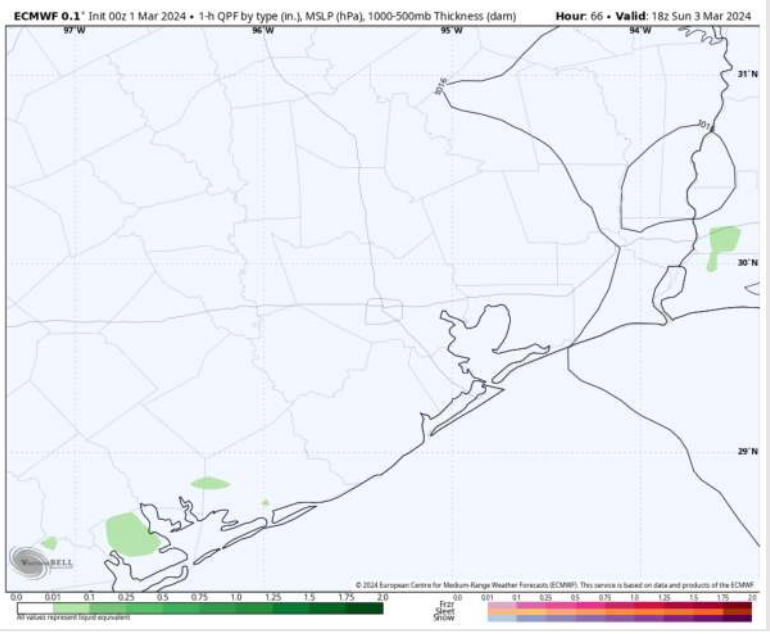 ECMWF 0.1° Init 00z 1 Mar 2024 • 1-h QPF by type (in.), MSLP (hPa), 1000-500mb Thickness (dam) Hour: 66 • Valid: 18z Sun 3 Mar 2024
97°W 96°W 95°W 94°W
31°N
1016
101
30°N
29°N
BELL
© 2024 European Centre for Medium-Range Weather Forecasts (ECMWF). This service is based on data and products of the ECMWF
0.0 0.01 0.1 0.25 0.5 0.75 1.0 1.25 1.5 1.75 2.0
All values represent liquid equivalent
0.0 0.01 0.1 0.25 0.5 0.75 1.0 1.25 1.5 1.75 2.0
Frzr
Sleet
Snow